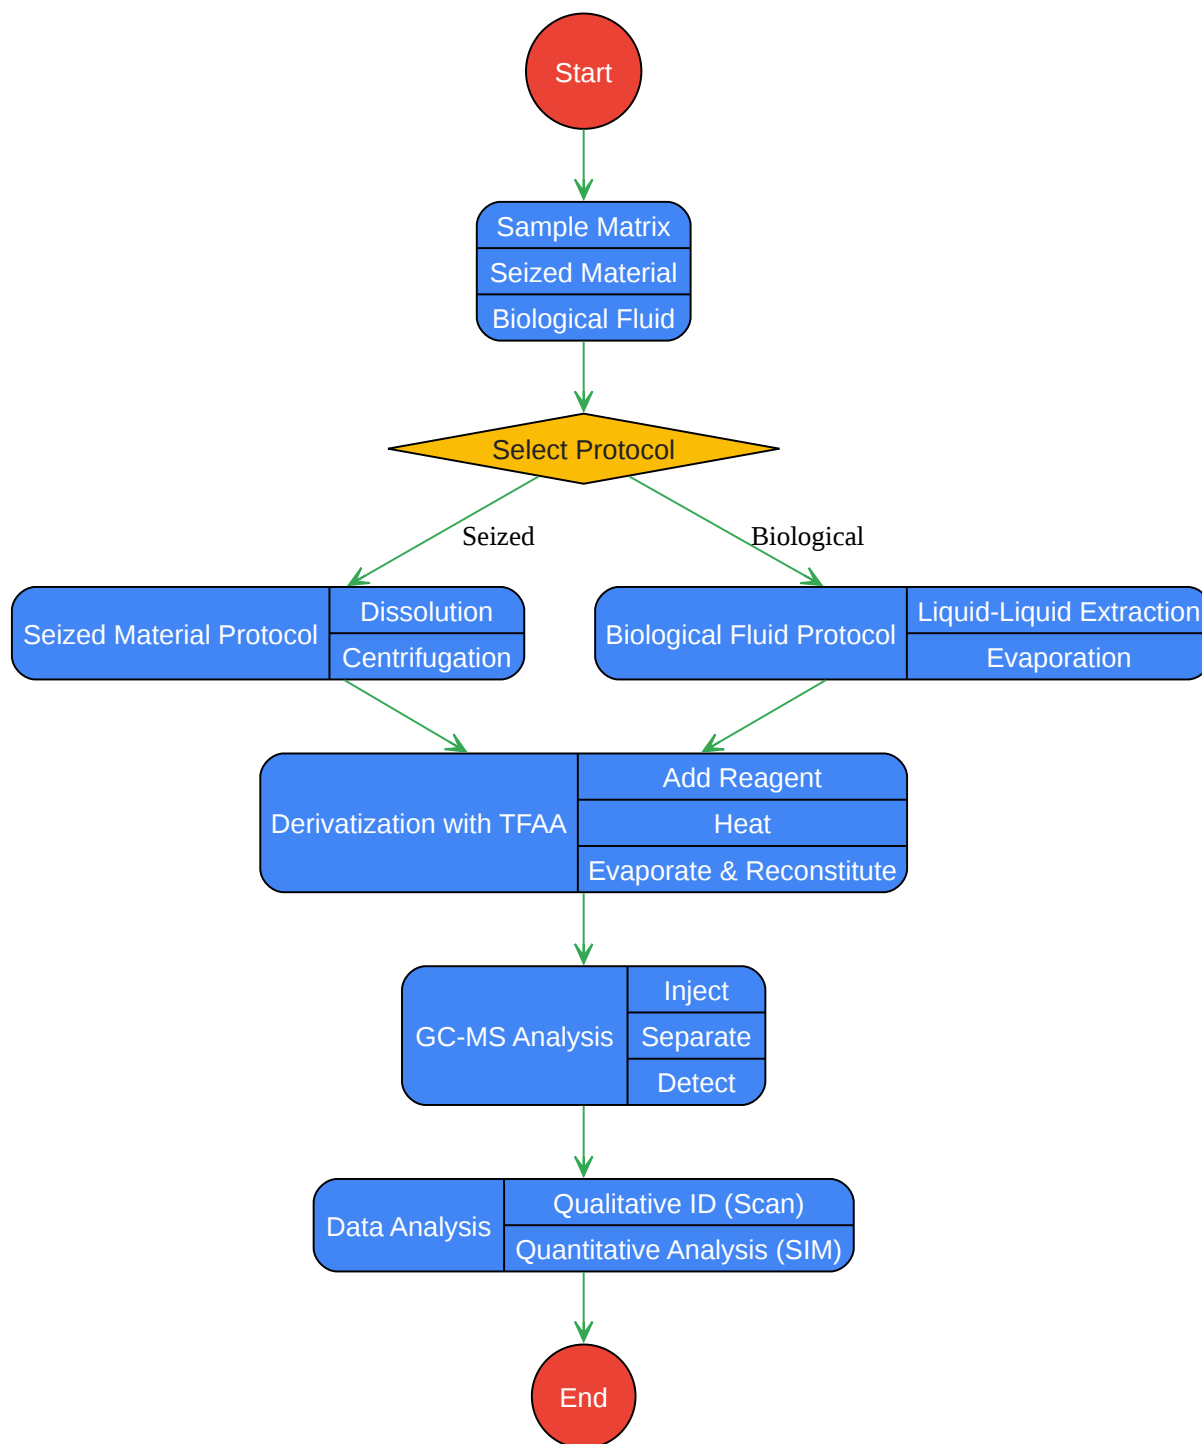 Start
Sample Matrix
Seized Material
Biological Fluid
Select Protocol
Seized
Biological
Seized Material Protocol
Dissolution
Centrifugation
Biological Fluid Protocol
Liquid-Liquid Extraction
Evaporation
Derivatization with TFAA
Add Reagent
Heat
Evaporate & Reconstitute
GC-MS Analysis
Inject
Separate
Detect
Data Analysis
Qualitative ID (Scan)
Quantitative Analysis (SIM)
End